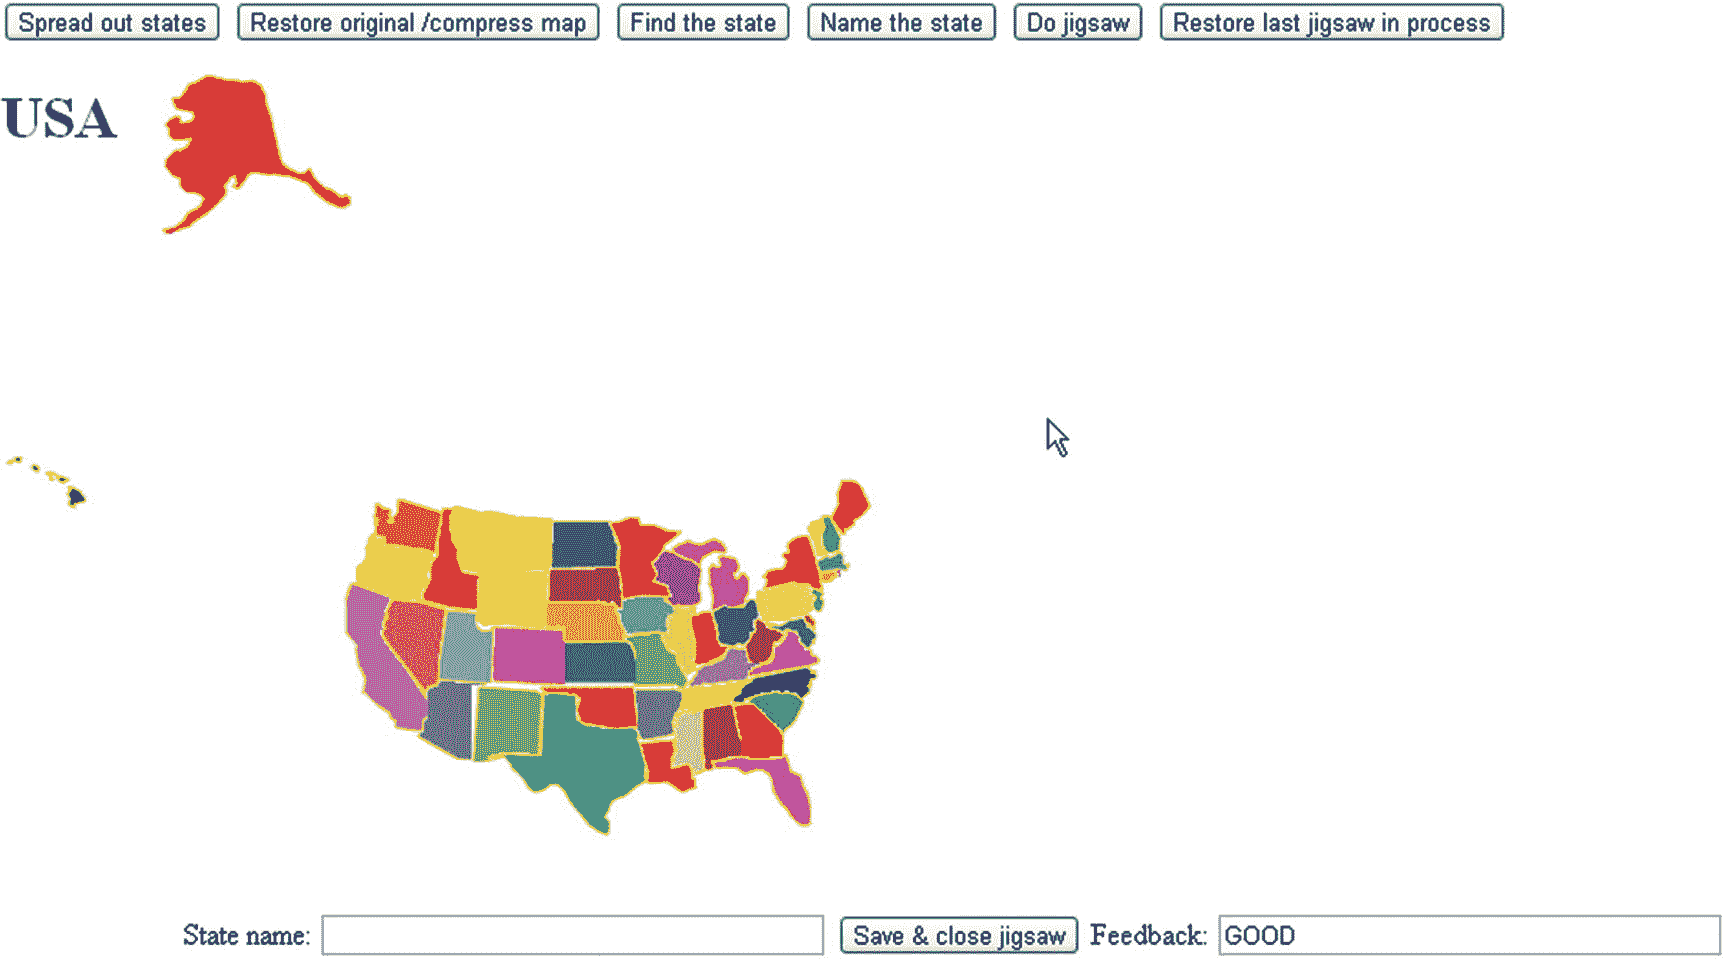 Spread out states Restore original /compress map Find the state Name the state Do jigsaw Restore last jigsaw in process
USA
State name: Save & close jigsaw Feedback: GOOD